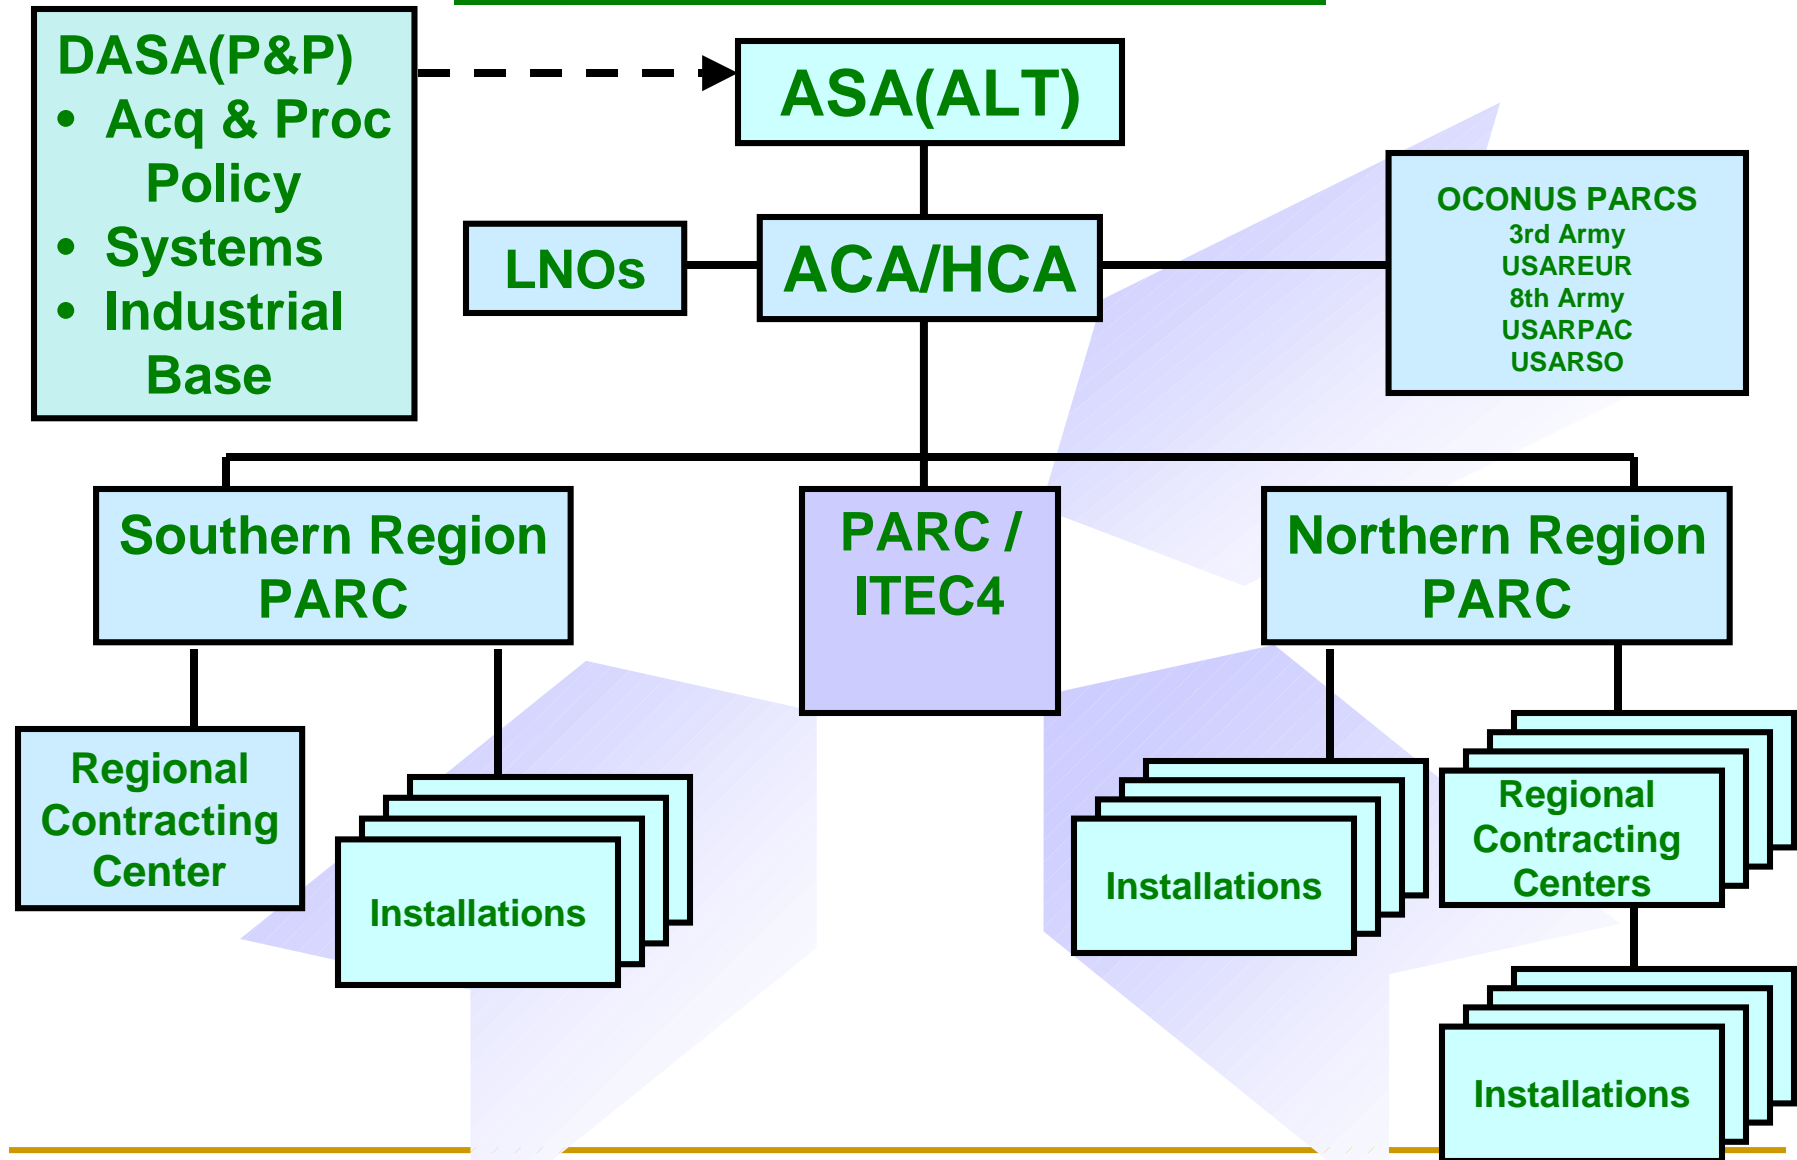 DASA(P&P)
• Acq & Proc
Policy
• Systems
• Industrial
Base
ASA(ALT)
LNOs
ACA/HCA
OCONUS PARCS
3rd Army
USAREUR
8th Army
USARPAC
USARSO
Southern Region
PARC
PARC /
ITEC4
Northern Region
PARC
Regional
Contracting
Center
Installations
Installations
Regional
Contracting
Centers
Installations